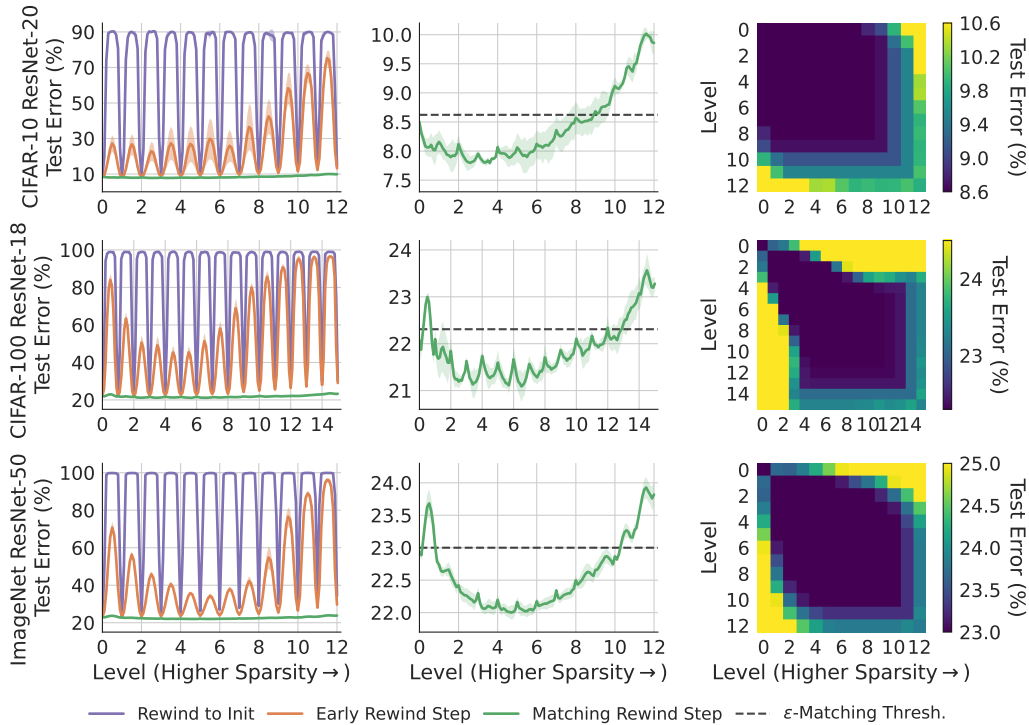 CIFAR-10 ResNet-20
Test Error (%)
90
70
50
30
10
0 2 4 6 8 10 12
10.0
9.5
9.0
8.5
8.0
7.5
0 2 4 6 8 10 12
Level
0
2
4
6
8
10
12
0 2 4 6 8 10 12
10.6
10.2
9.8
9.4
9.0
8.6
Test Error (%)
CIFAR-100 ResNet-18
Test Error (%)
100
80
60
40
20
0 2 4 6 8 10 12 14
24
23
22
21
0 2 4 6 8 10 12 14
Level
0
2
4
6
8
10
12
14
0 2 4 6 8 10 12 14
24
23
Test Error (%)
ImageNet ResNet-50
Test Error (%)
100
80
60
40
20
0 2 4 6 8 10 12
Level (Higher Sparsity→)
24.0
23.5
23.0
22.5
22.0
0 2 4 6 8 10 12
Level (Higher Sparsity→)
Level
0
2
4
6
8
10
12
0 2 4 6 8 10 12
Level (Higher Sparsity→)
25.0
24.5
24.0
23.5
23.0
Test Error (%)
Rewind to Init Early Rewind Step Matching Rewind Step ε-Matching Thresh.